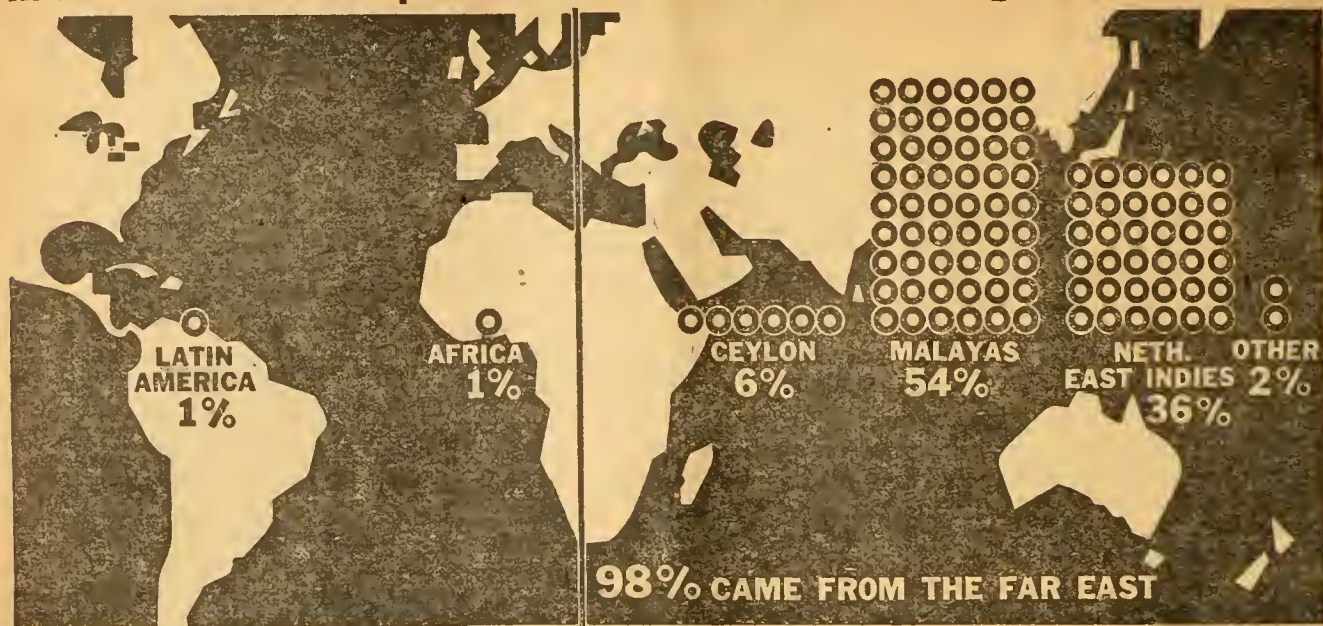 LATIN
AMERICA
1%
AFRICA
1%
CEYLON
6%
MALAYAS
54%
NETH.
EAST INDIES
36%
OTHER
2%
98% CAME FROM THE FAR EAST